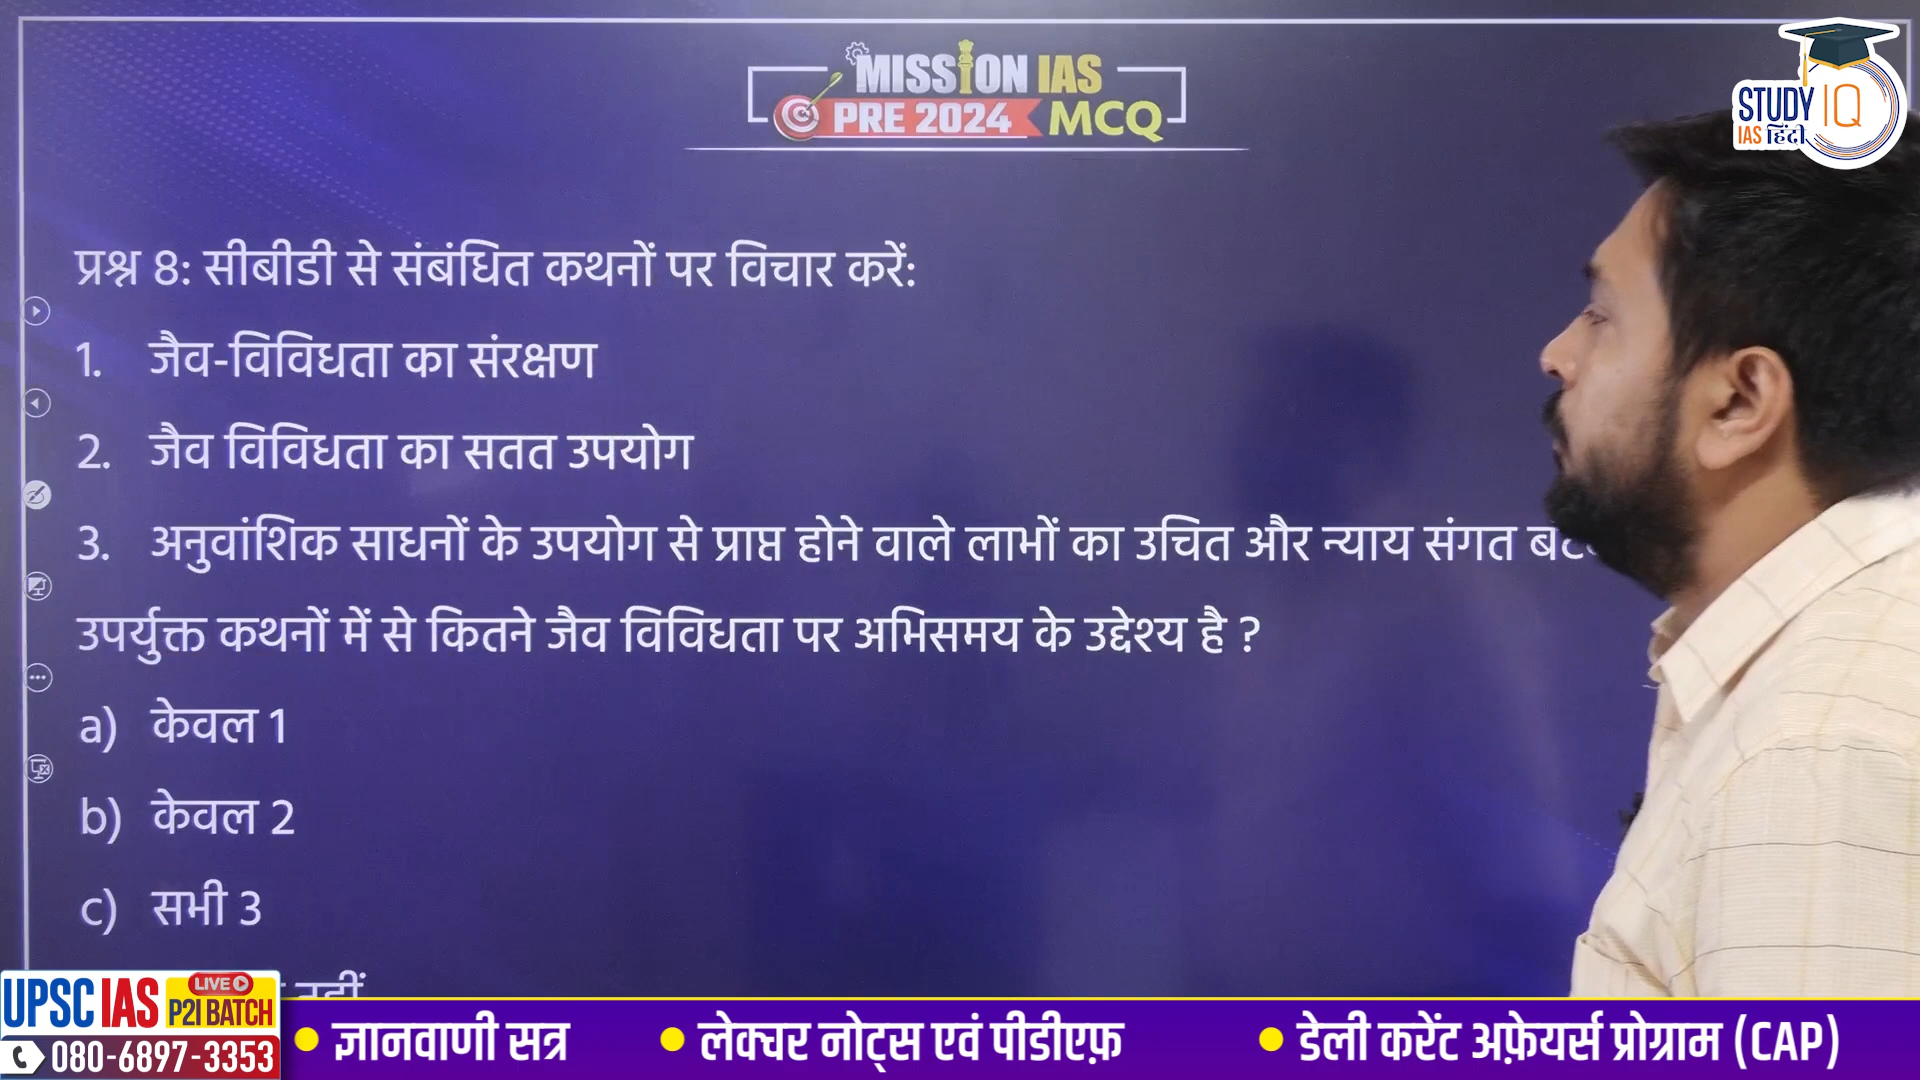 MISSION IAS
PRE 2024 MCQ
STUDY IQ
IAS हिंदी
प्रश्न 8: सीबीडी से संबंधित कथनों पर विचार करें:
1. जैव-विविधता का संरक्षण
2. जैव विविधता का सतत उपयोग
3. अनुवांशिक साधनों के उपयोग से प्राप्त होने वाले लाभों का उचित और न्याय संगत
उपर्युक्त कथनों में से कितने जैव विविधता पर अभिसमय के उद्देश्य है ?
a) केवल 1
b) केवल 2
c) सभी 3
UPSC IAS LIVE P2I BATCH
080-6897-3353
ज्ञानवाणी सत्र
लेक्चर नोट्स एवं पीडीएफ़
डेली करेंट अफ़ेयर्स प्रोग्राम (CAP)